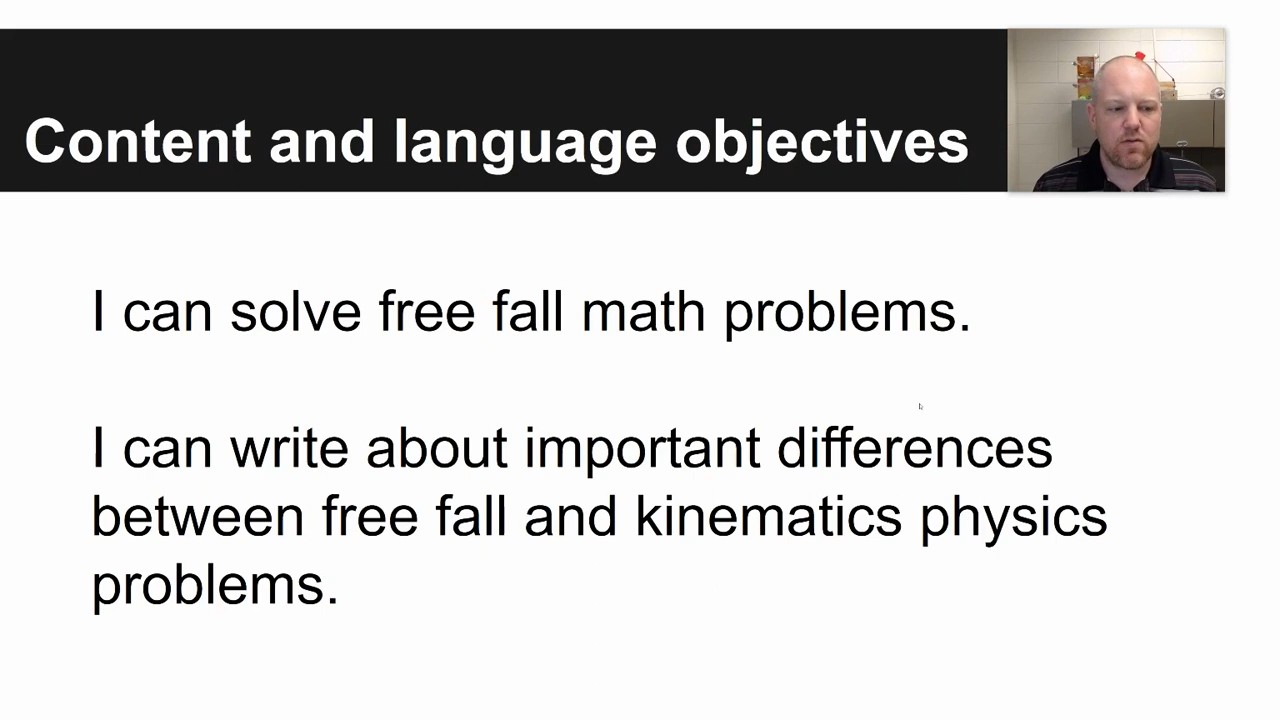 Content and language objectives
I can solve free fall math problems.
I can write about important differences
between free fall and kinematics physics
problems.